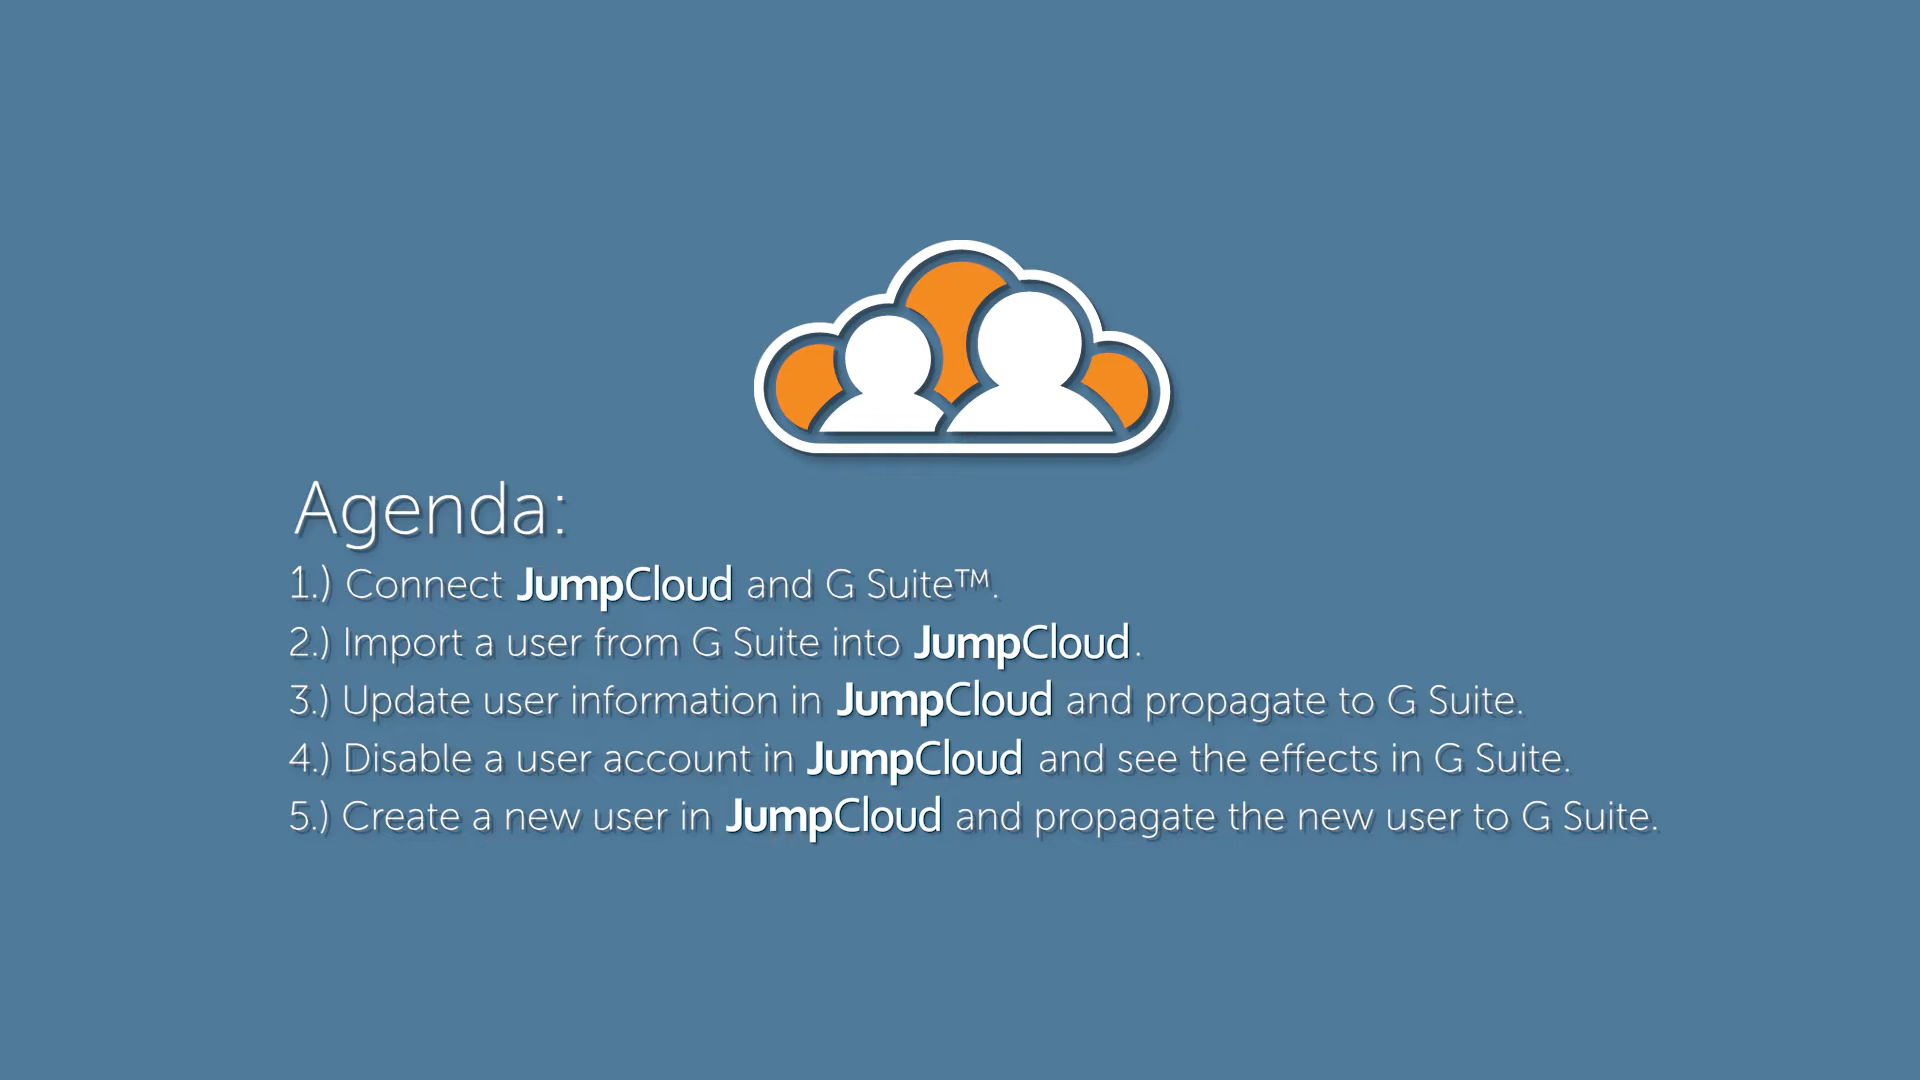 Agenda:
1.) Connect JumpCloud and G Suite™.
2.) Import a user from G Suite into JumpCloud.
3.) Update user information in JumpCloud and propagate to G Suite.
4.) Disable a user account in JumpCloud and see the effects in G Suite.
5.) Create a new user in JumpCloud and propagate the new user to G Suite.